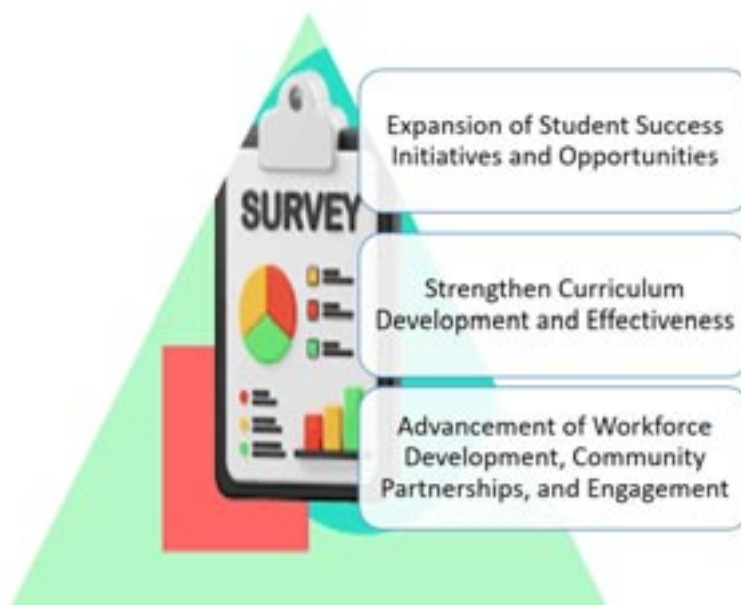 SURVEY
Expansion of Student Success
Initiatives and Opportunities
Strengthen Curriculum
Development and Effectiveness
Advancement of Workforce
Development, Community
Partnerships, and Engagement